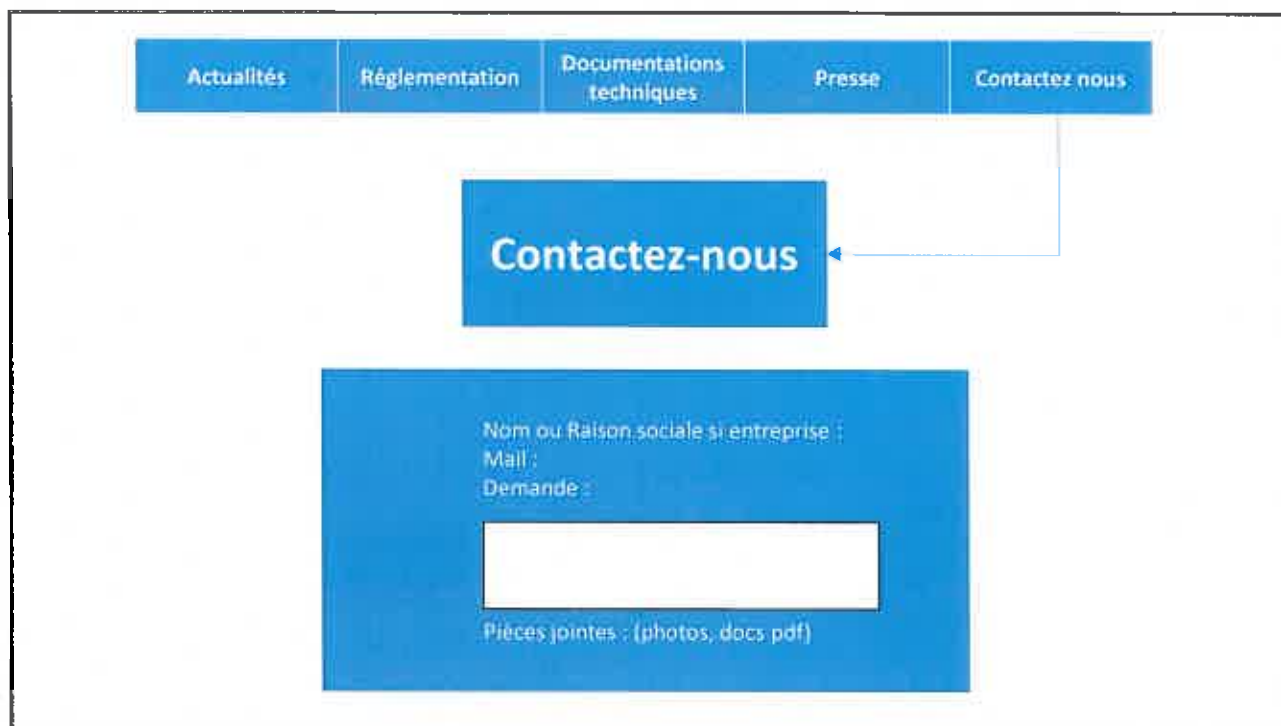 Actualités
Réglementation
Documentations
techniques
Presse
Contactez nous
Contactez-nous
Nom ou Raison sociale si entreprise :
Mail :
Demande :
Pièces jointes : (photos, docs pdf)